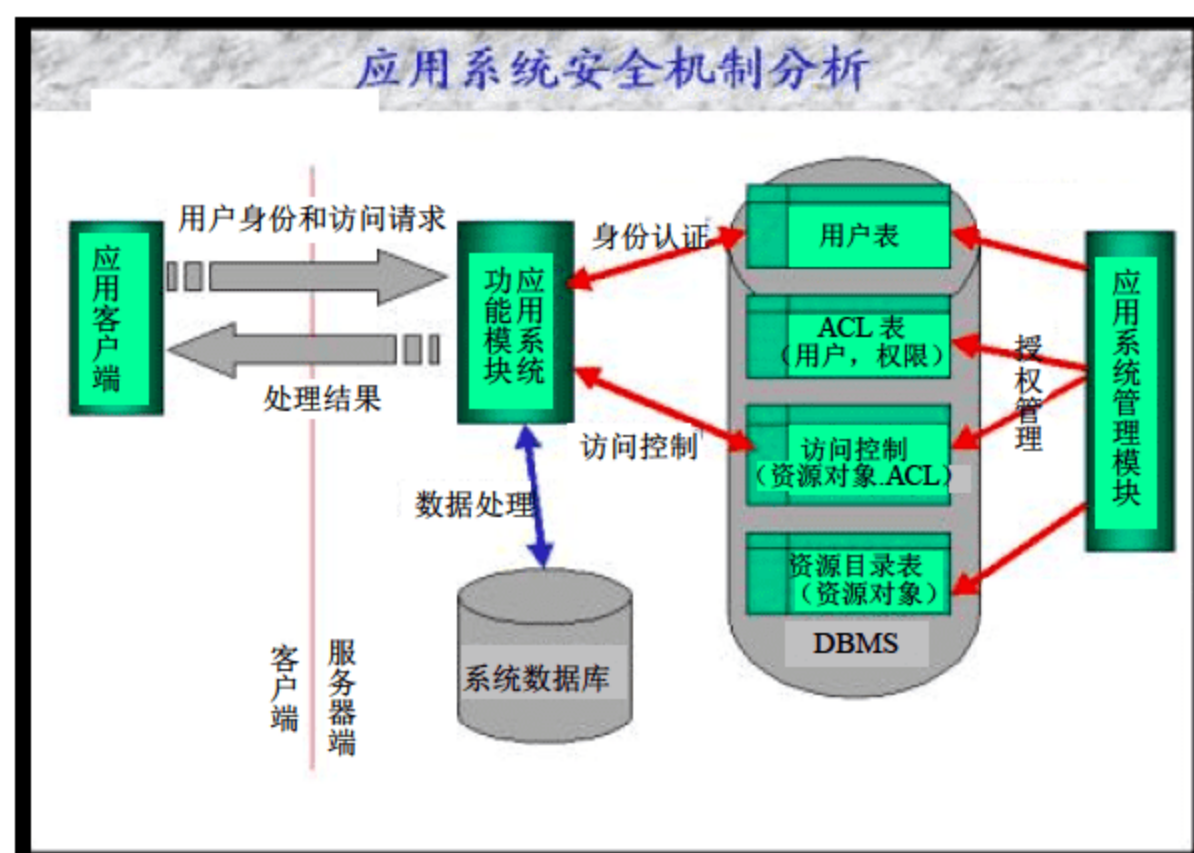 应用系统安全机制分析
用户身份和访问请求
应用客户端
处理结果
应用系统
功能模块
身份认证
访问控制
数据处理
系统数据库
客户端
服务器端
用户表
ACL 表
（用户，权限）
访问控制
（资源对象.ACL）
资源目录表
（资源对象）
DBMS
授权管理
应用系统管理模块